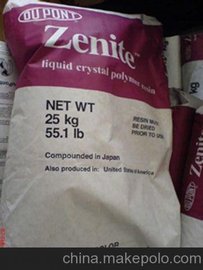 DU PONT
Zenite™
liquid crystal polymer resin
NET WT
25 kg
55.1 lb
RESIN MUST
BE DRIED
PRIOR TO
Compounded in Japan
Also produced in: United States of America
china.makepolo.com